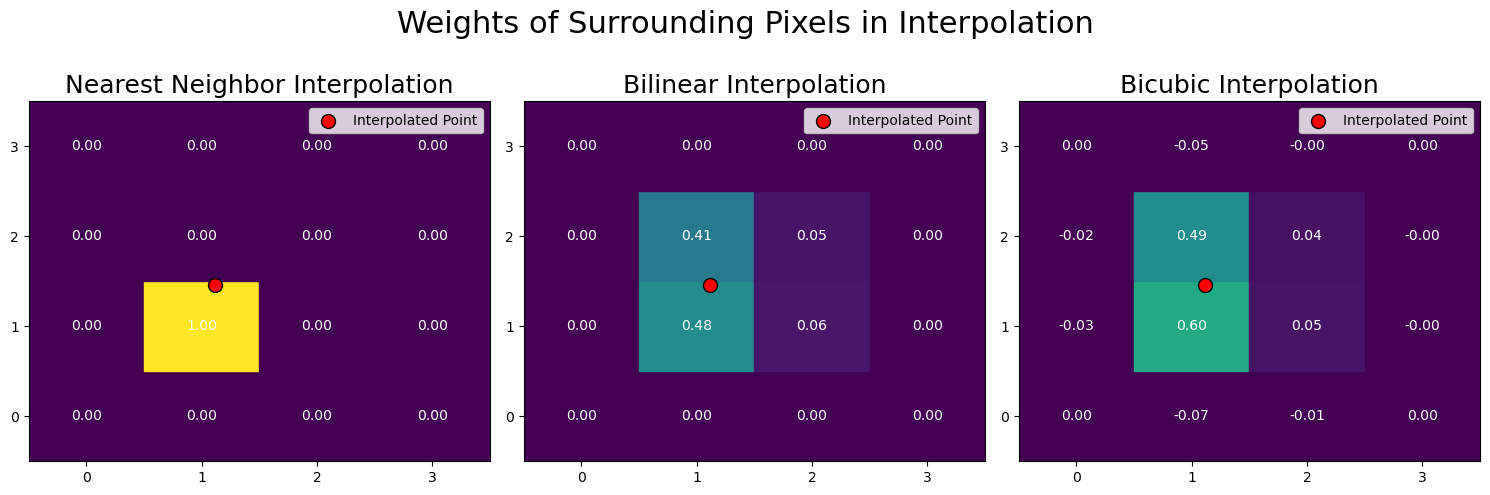 Weights of Surrounding Pixels in Interpolation
Nearest Neighbor Interpolation
Interpolated Point
3 0.00 0.00 0.00 0.00
2 0.00 0.00 0.00 0.00
1 0.00 1.00 0.00 0.00
0 0.00 0.00 0.00 0.00
0 1 2 3
Bilinear Interpolation
Interpolated Point
3 0.00 0.00 0.00 0.00
2 0.00 0.41 0.05 0.00
1 0.00 0.48 0.06 0.00
0 0.00 0.00 0.00 0.00
0 1 2 3
Bicubic Interpolation
Interpolated Point
3 0.00 -0.05 -0.00 0.00
2 -0.02 0.49 0.04 -0.00
1 -0.03 0.60 0.05 -0.00
0 0.00 -0.07 -0.01 0.00
0 1 2 3